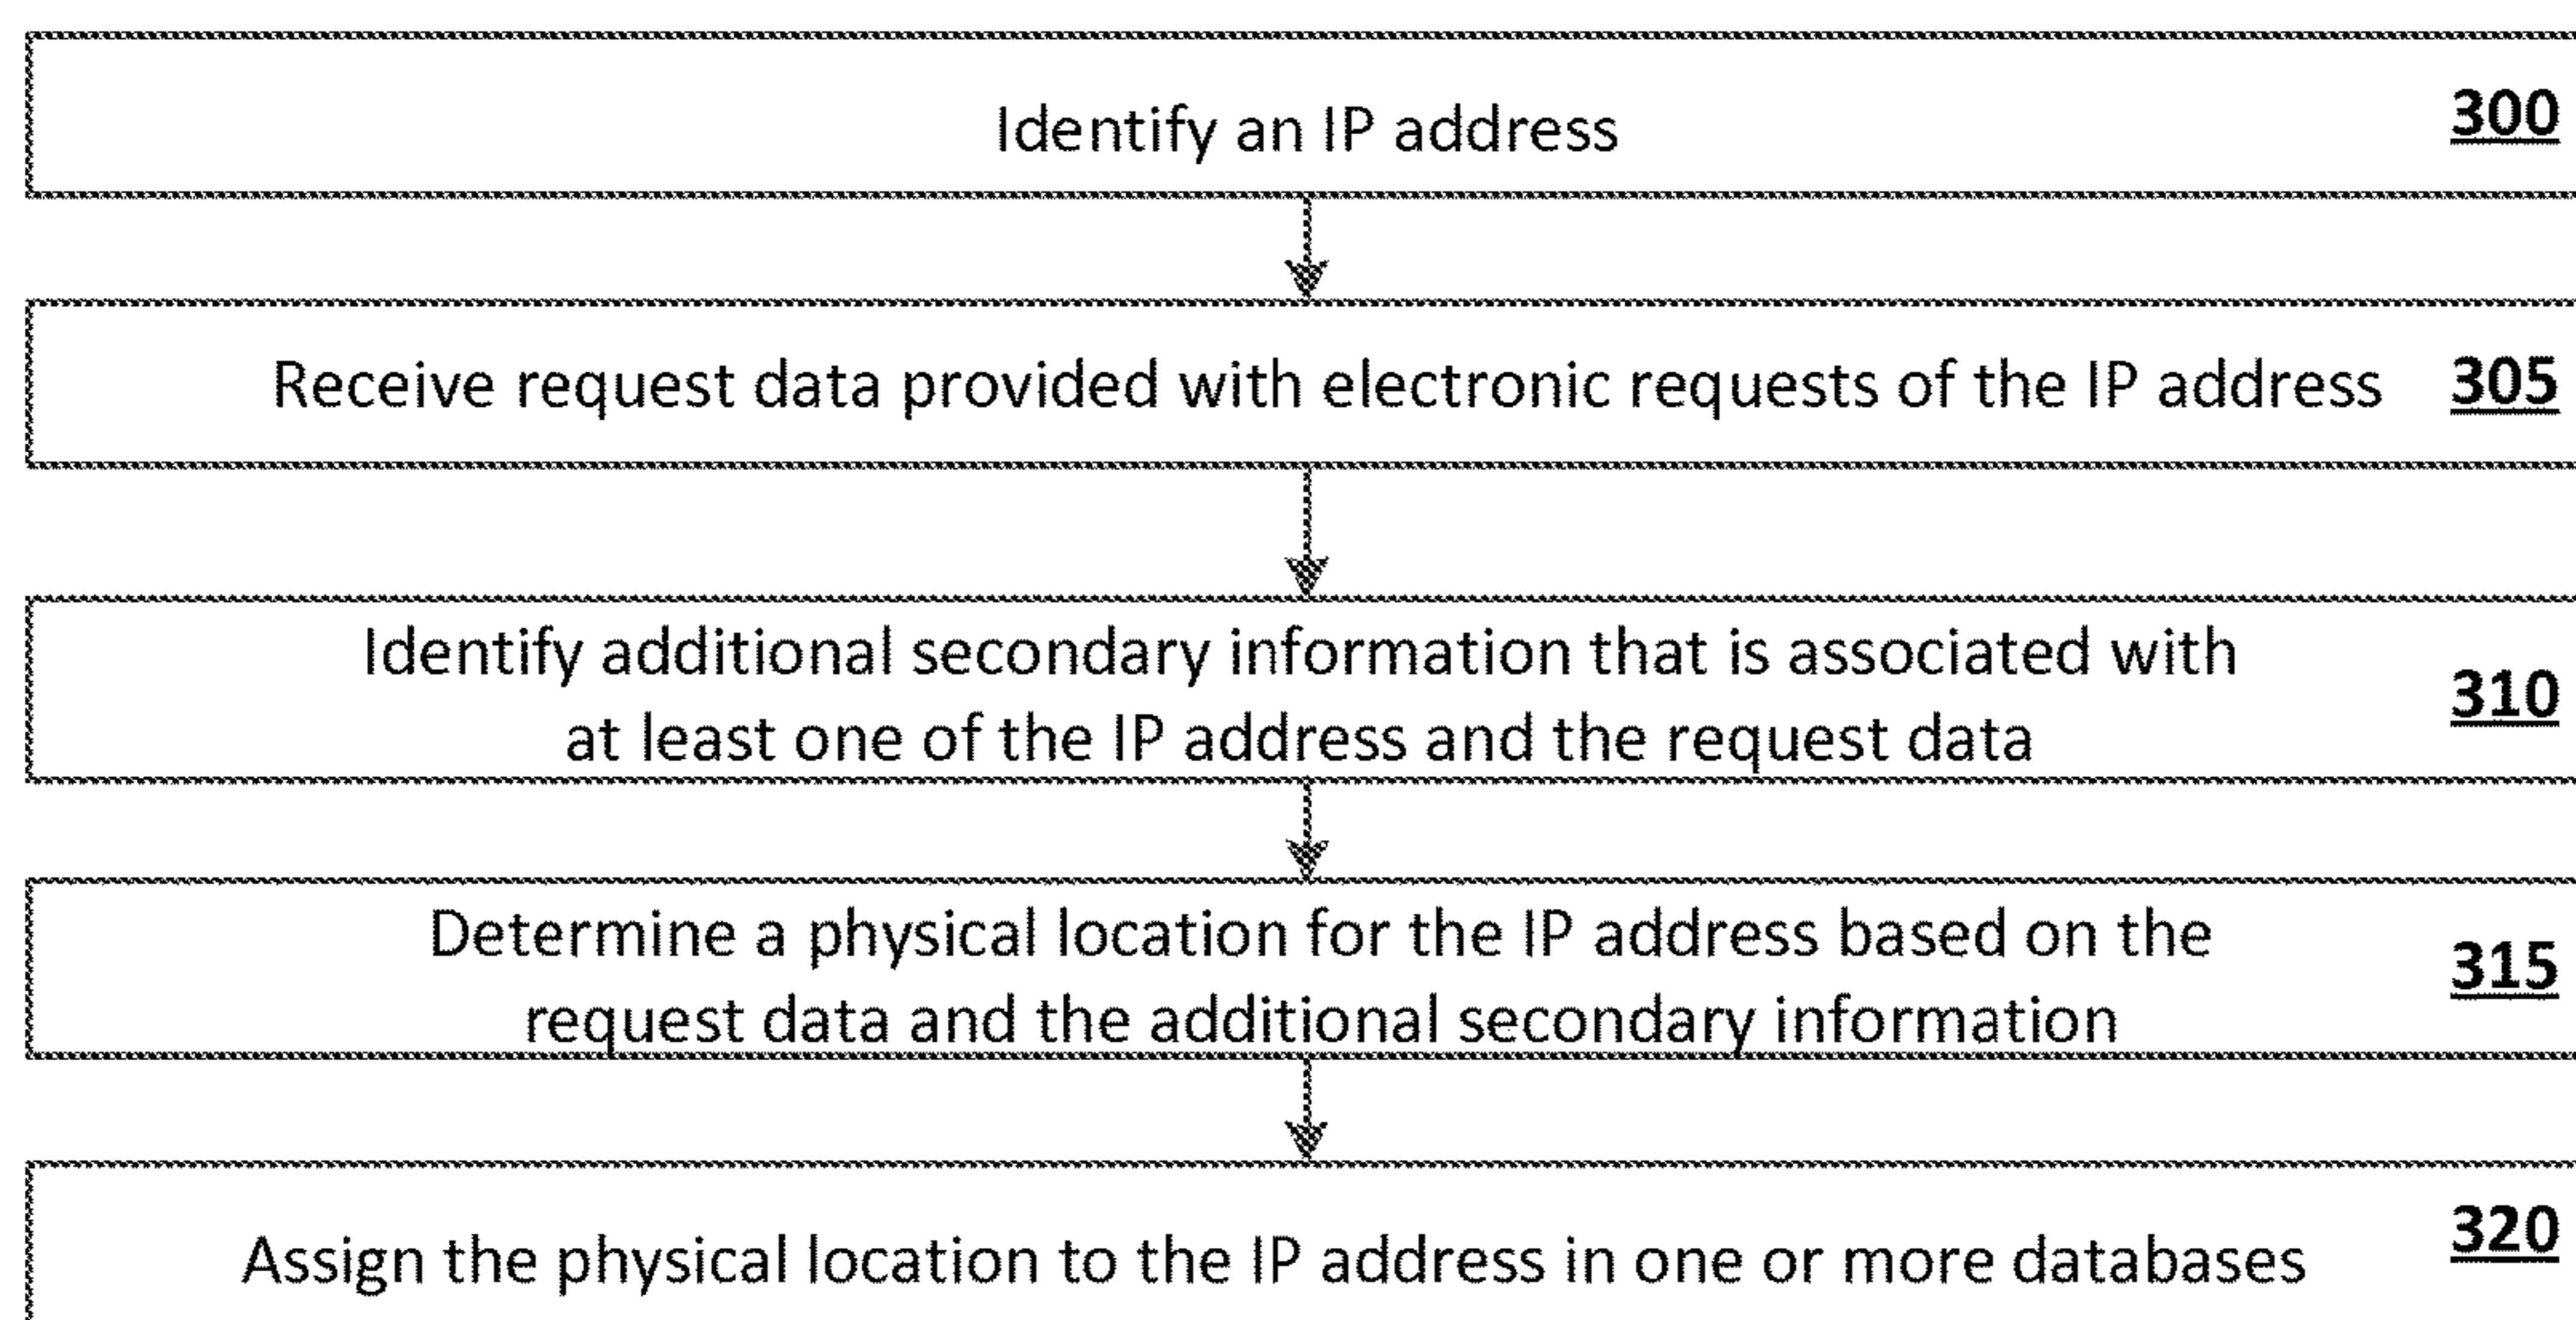 Identify an IP address 300
Receive request data provided with electronic requests of the IP address 305
Identify additional secondary information that is associated with
at least one of the IP address and the request data 310
Determine a physical location for the IP address based on the
request data and the additional secondary information 315
Assign the physical location to the IP address in one or more databases 320